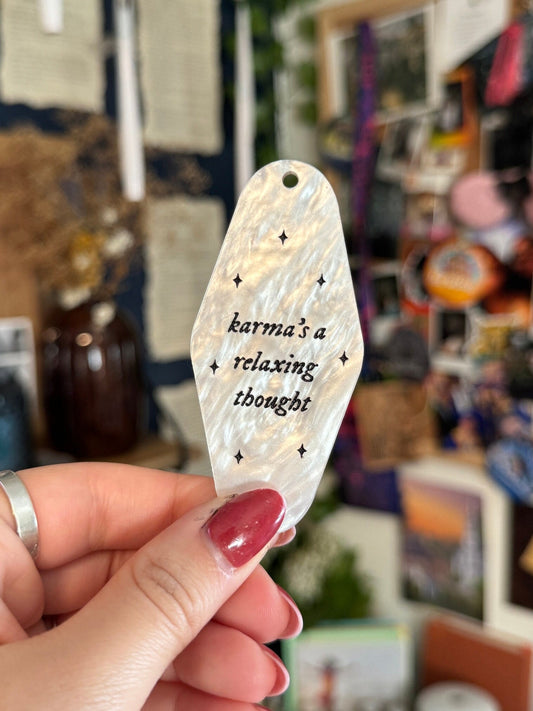 karma's a
relaxing
thought